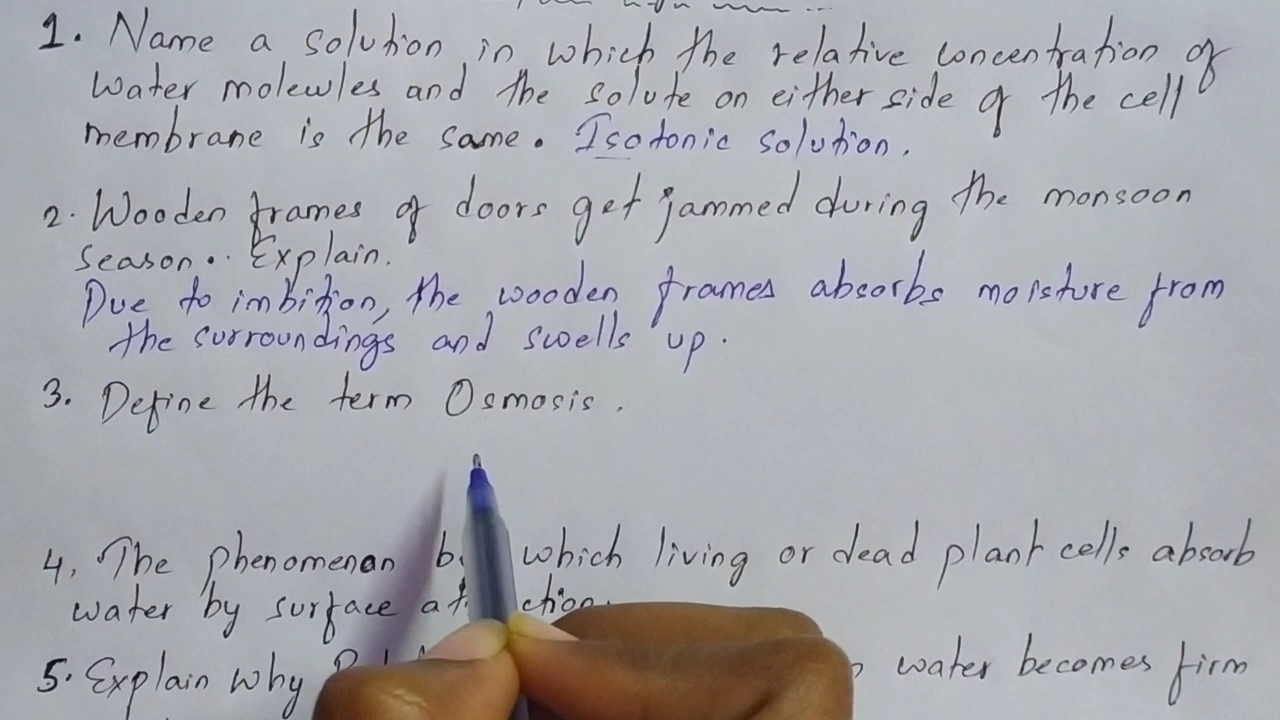 1. Name a solution in which the relative concentration of
water molecules and the solute on either side of the cell
membrane is the same. Isotonic solution.
2. Wooden frames of doors get jammed during the monsoon
season.. Explain.
Due to imbition, the wooden frames absorbs moisture from
the surroundings and swells up.
3. Define the term Osmosis.
4. The phenomenon which living or dead plant cells absorb
water by surface
5. Explain why water becomes firm